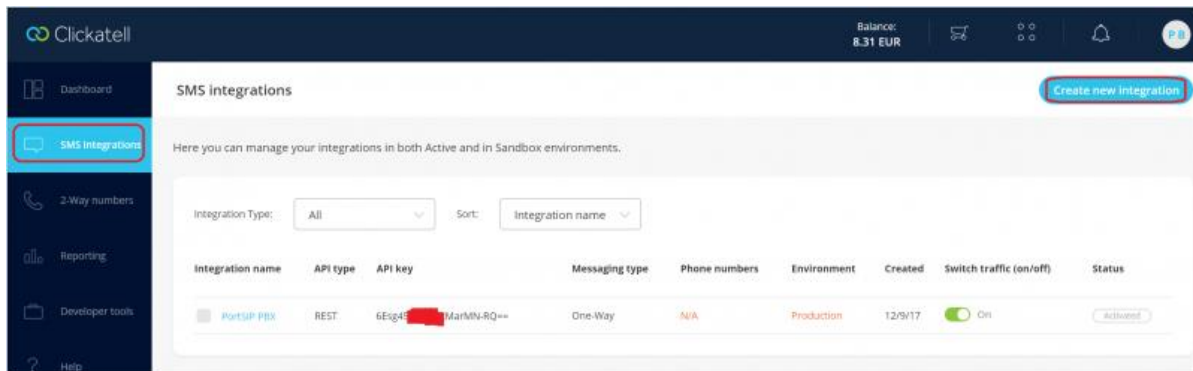 Clickatell
Balance:
8.31 EUR
P B
Dashboard
SMS integrations
Create new integration
SMS Integrations
Here you can manage your integrations in both Active and in Sandbox environments.
2-Way numbers
Integration Type: All Sort: Integration name
Reporting
Integration name API type API key Messaging type Phone numbers Environment Created Switch traffic (on/off) Status
Developer tools
PortSIP PBX REST 6Esg45 MarMN-RQ== One-Way N/A Production 12/9/17 On Activated
Help